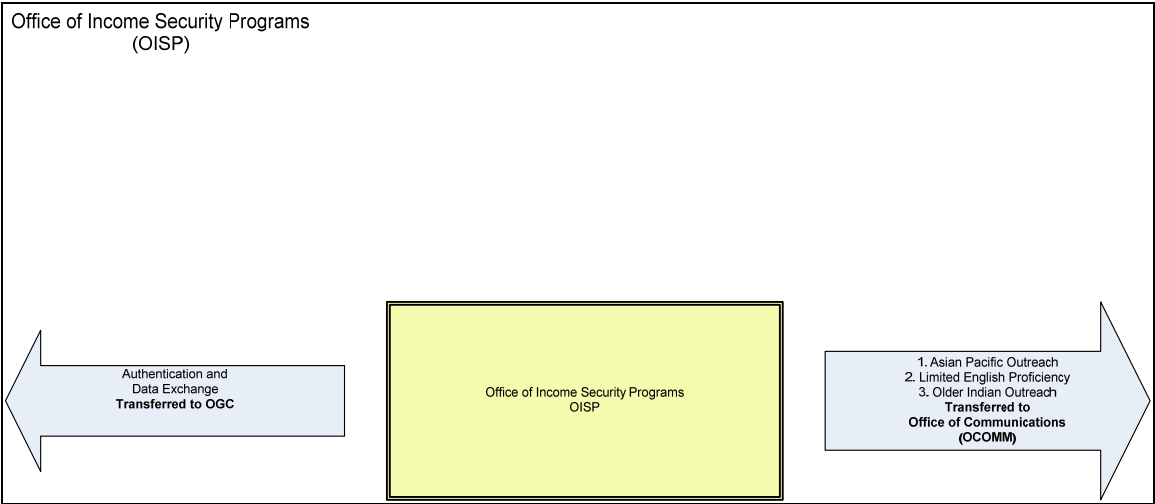 Office of Income Security Programs
(OISP)
Authentication and
Data Exchange
Transferred to OGC
Office of Income Security Programs
OISP
1. Asian Pacific Outreach
2. Limited English Proficiency
3. Older Indian Outreach
Transferred to
Office of Communications
(OCOMM)